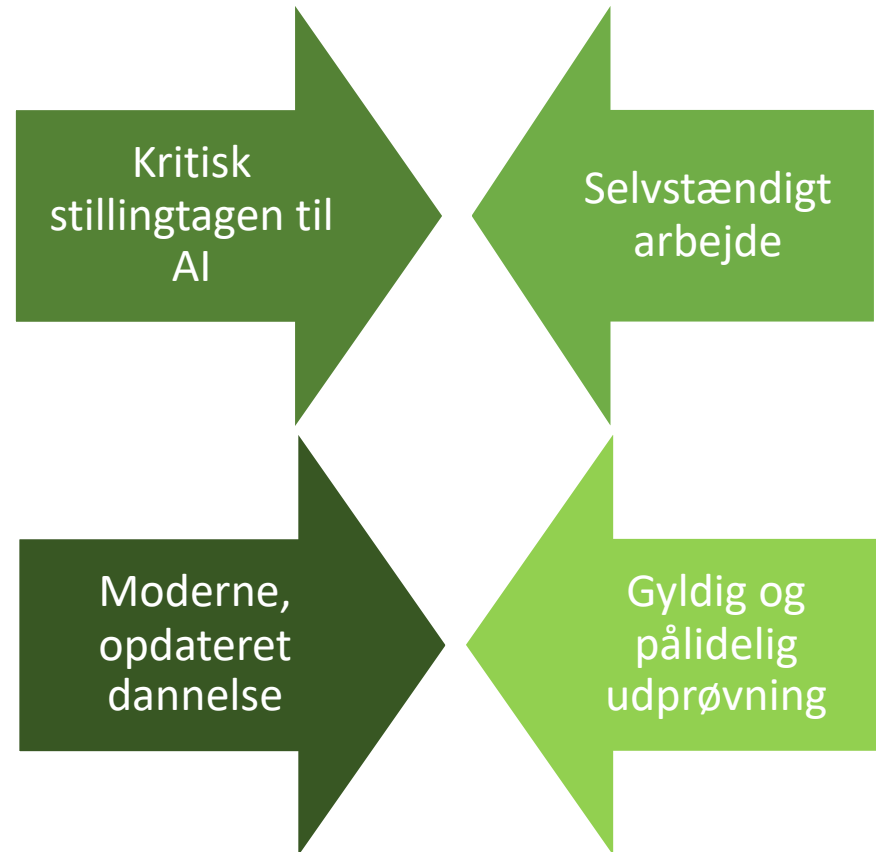 Kritisk
stillingtagen til
AI
Selvstændigt
arbejde
Moderne,
opdateret
dannelse
Gyldig og
pålidelig
udprøvning